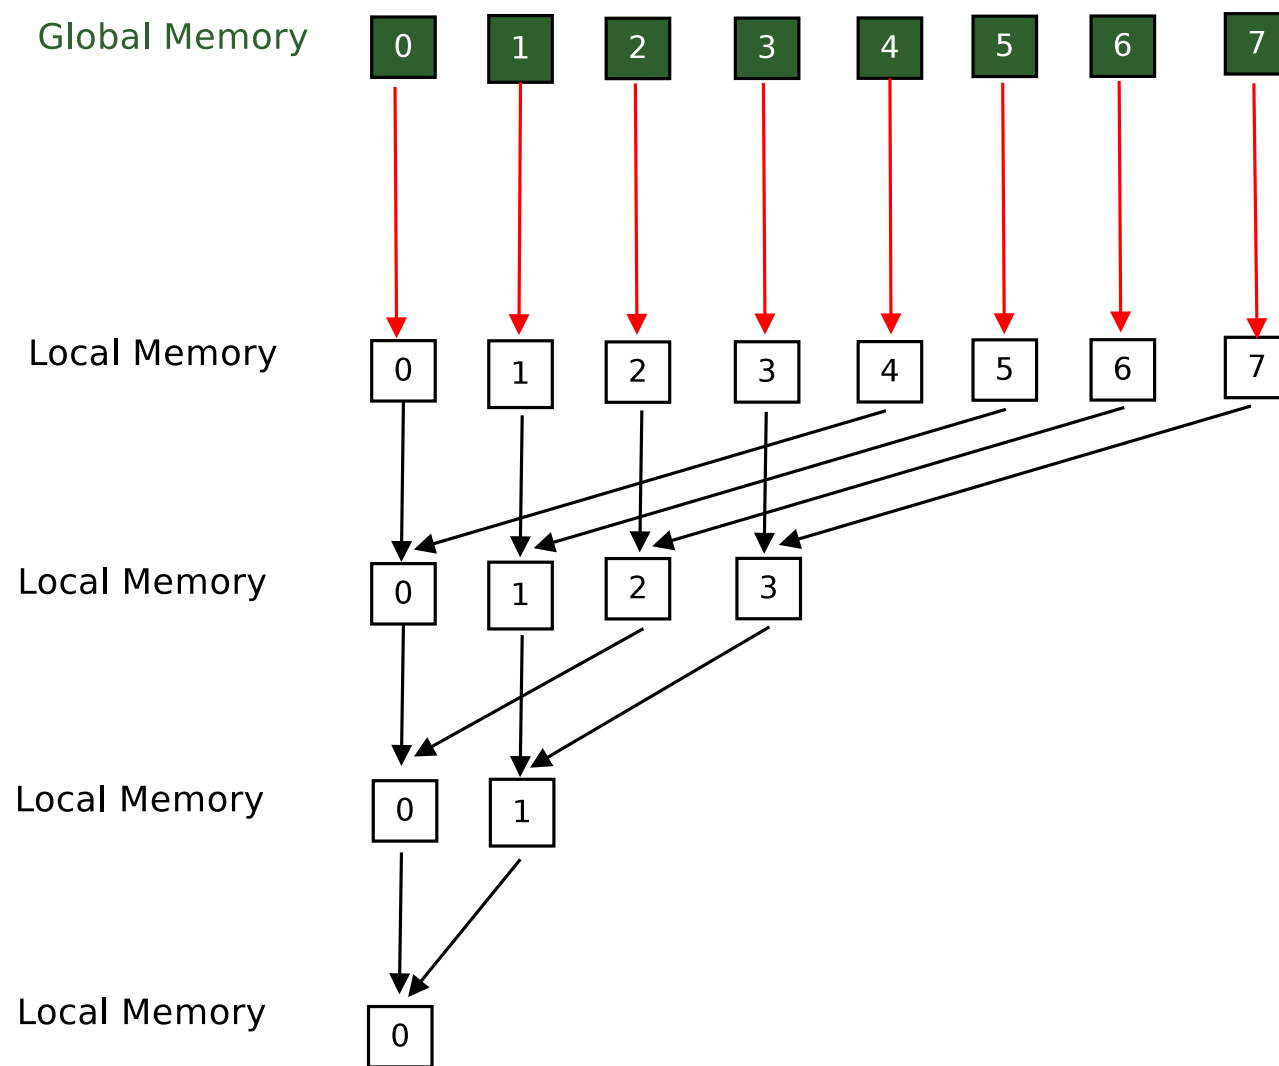 Global Memory 0 1 2 3 4 5 6 7
Local Memory 0 1 2 3 4 5 6 7
Local Memory 0 1 2 3
Local Memory 0 1
Local Memory 0